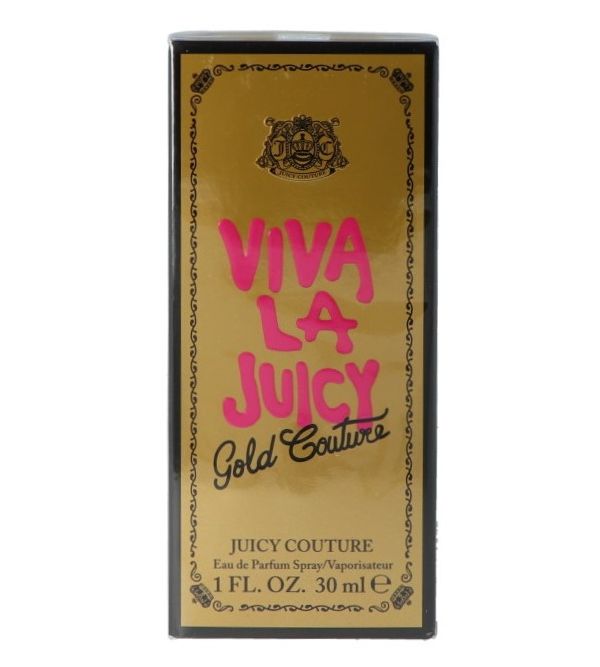 J C
JUICY COUTURE
VIVA
LA
JUICY
Gold Couture
JUICY COUTURE
Eau de Parfum Spray/Vaporisateur
1 FL. OZ. 30 ml ℮